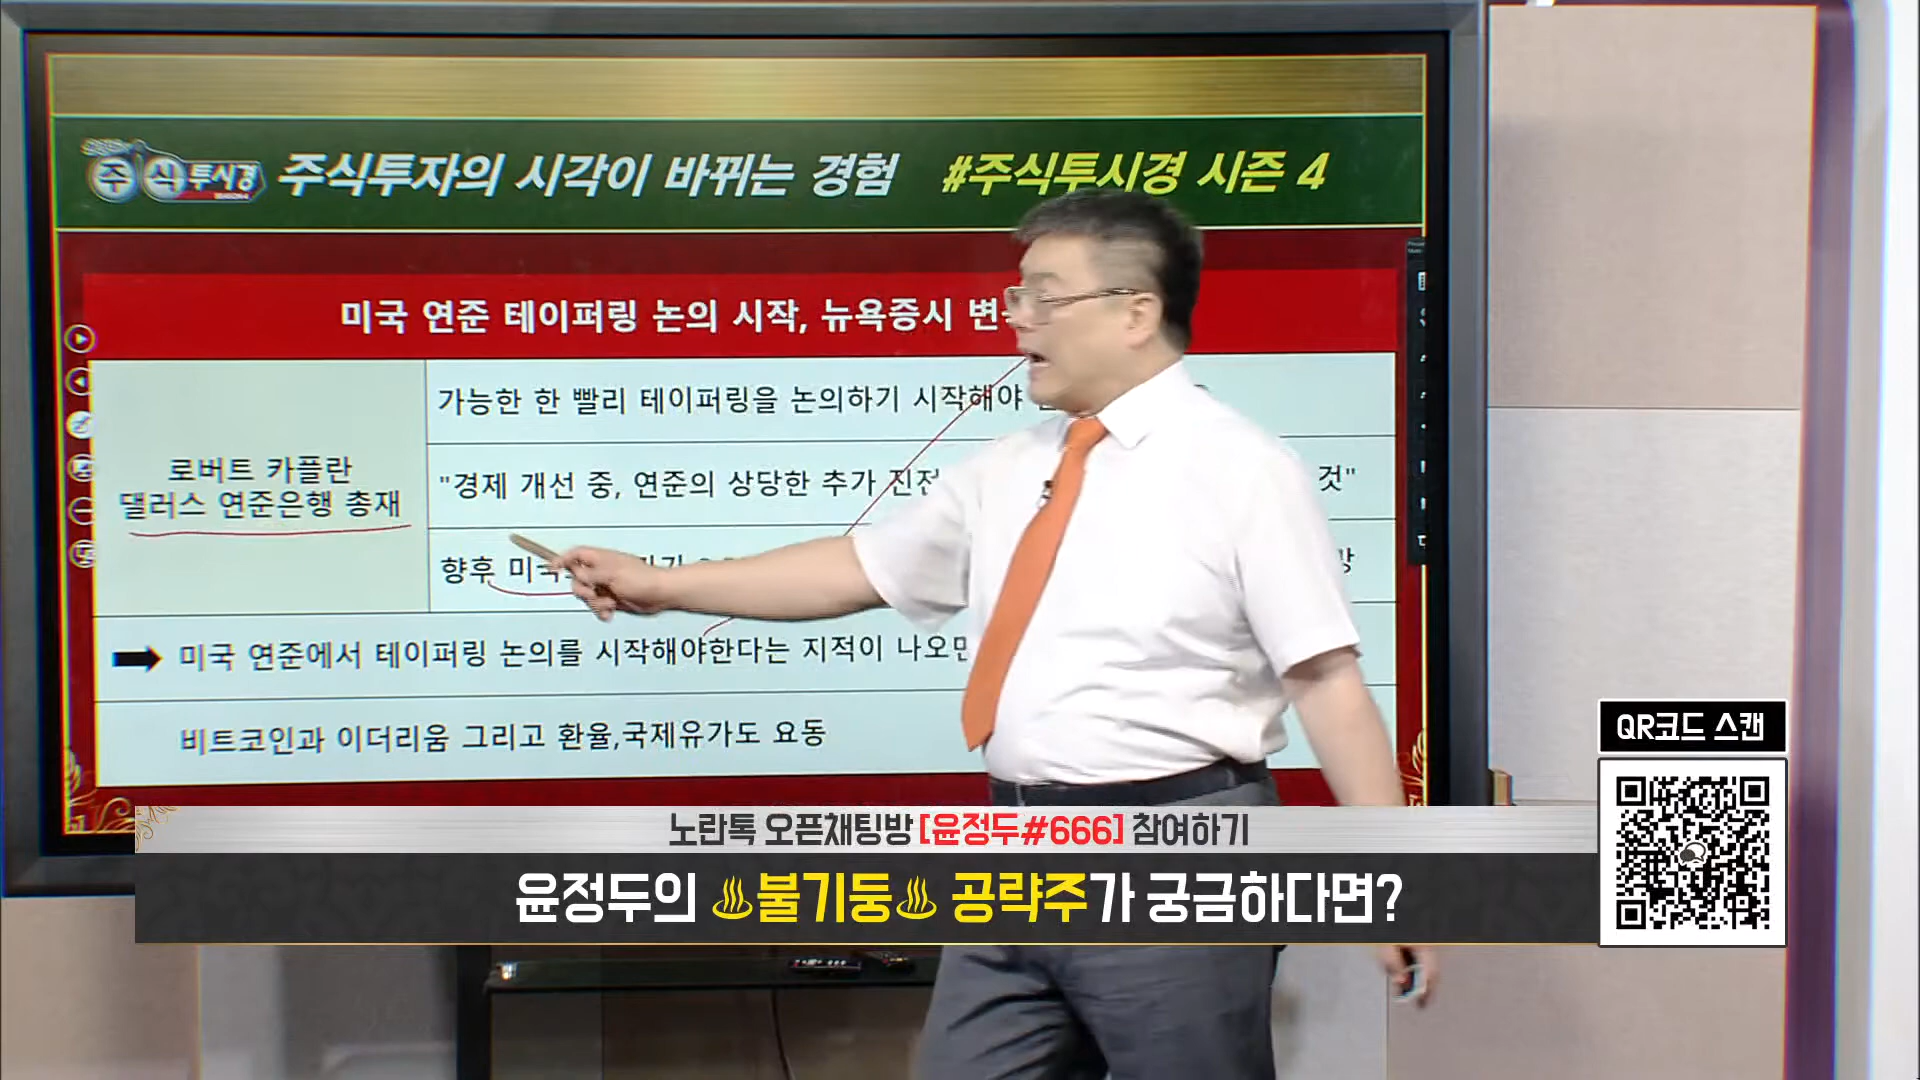 주식투시경 주식투자의 시각이 바뀌는 경험 #주식투시경 시즌 4
미국 연준 테이퍼링 논의 시작, 뉴욕증시
로버트 카플란
댈러스 연준은행 총재
가능한 한 빨리 테이퍼링을 논의하기 시작해야
"경제 개선 중, 연준의 상당한 추가 진전 것"
향후
미국 연준에서 테이퍼링 논의를 시작해야한다는 지적이
비트코인과 이더리움 그리고 환율,국제유가도 요동
QR코드 스캔
노란톡 오픈채팅방 [윤정두#666] 참여하기
윤정두의 ♨불기둥♨ 공략주가 궁금하다면?